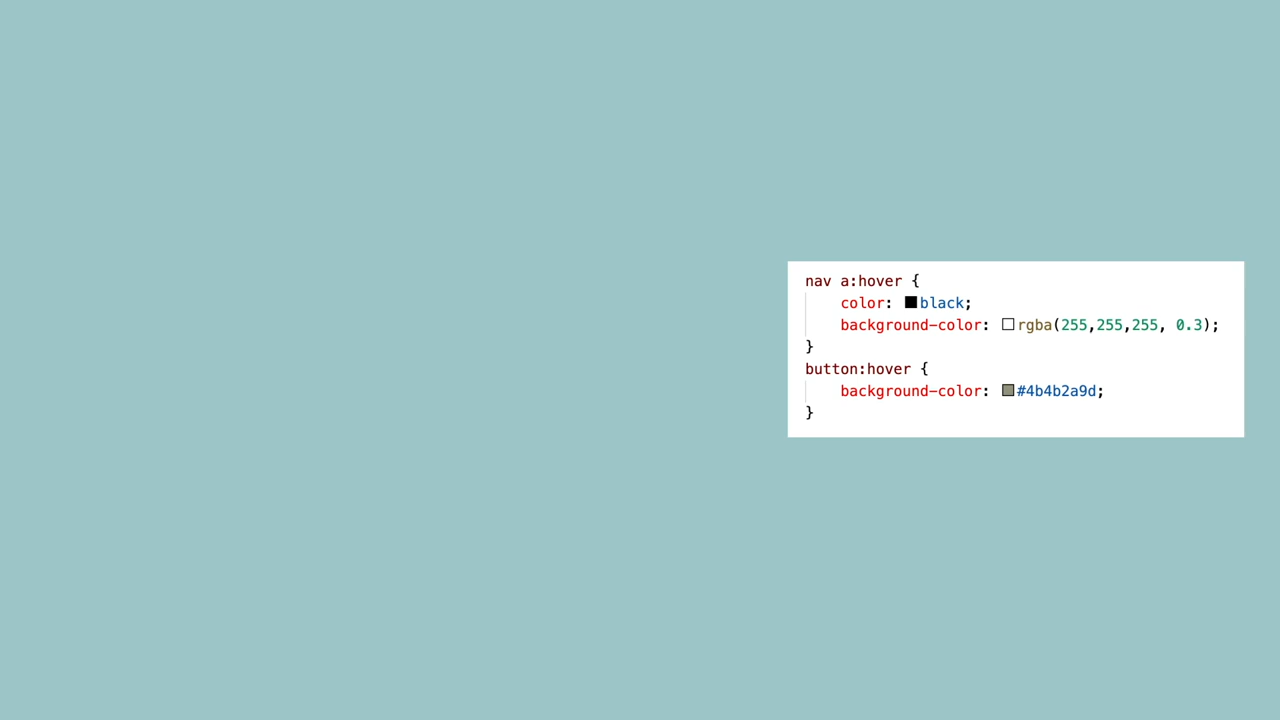 nav a:hover {
color: black;
background-color: rgba(255,255,255, 0.3);
}
button:hover {
background-color: #4b4b2a9d;
}